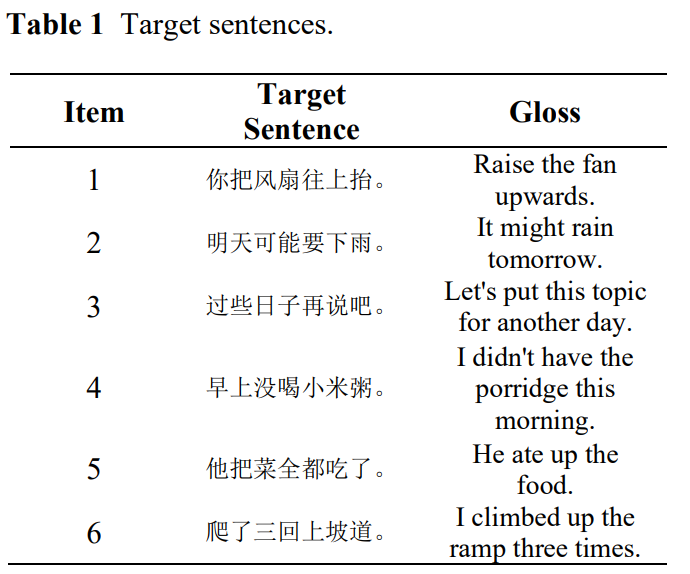 Table 1 Target sentences.
Item
Target
Sentence
Gloss
1
你把风扇往上抬。
Raise the fan
upwards.
2
明天可能要下雨。
It might rain
tomorrow.
3
过些日子再说吧。
Let's put this topic
for another day.
4
早上没喝小米粥。
I didn't have the
porridge this
morning.
5
他把菜全都吃了。
He ate up the
food.
6
爬了三回上坡道。
I climbed up the
ramp three times.